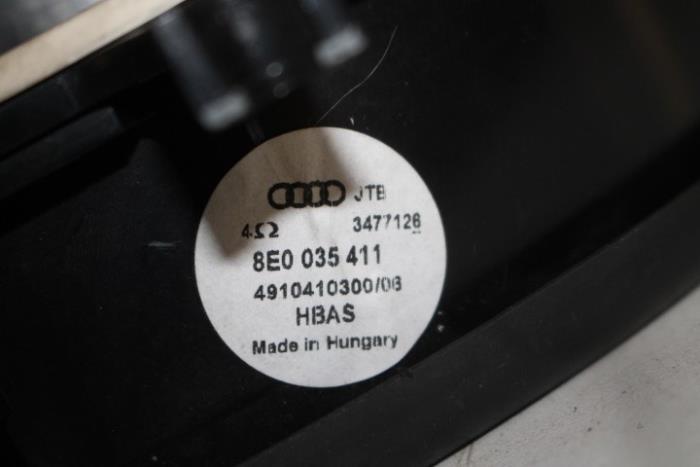 JTB
4Ω 3477126
8E0 035 411
4910410300/06
HBAS
Made in Hungary